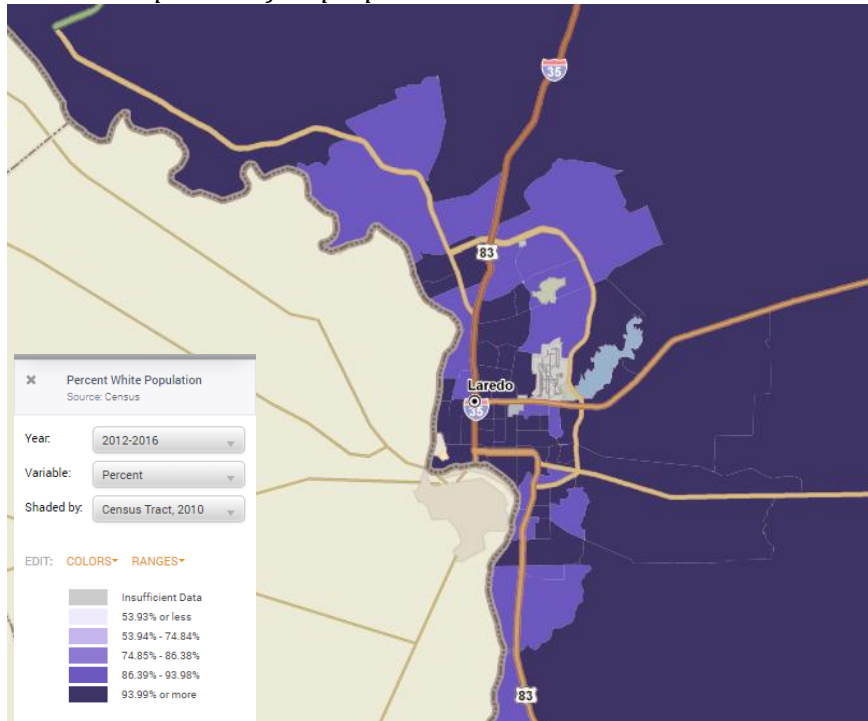 35
83
Laredo
35
83
Percent White Population
Source: Census
Year: 2012-2016
Variable: Percent
Shaded by: Census Tract, 2010
EDIT: COLORS RANGES
Insufficient Data
53.93% or less
53.94% - 74.84%
74.85% - 86.38%
86.39% - 93.98%
93.99% or more